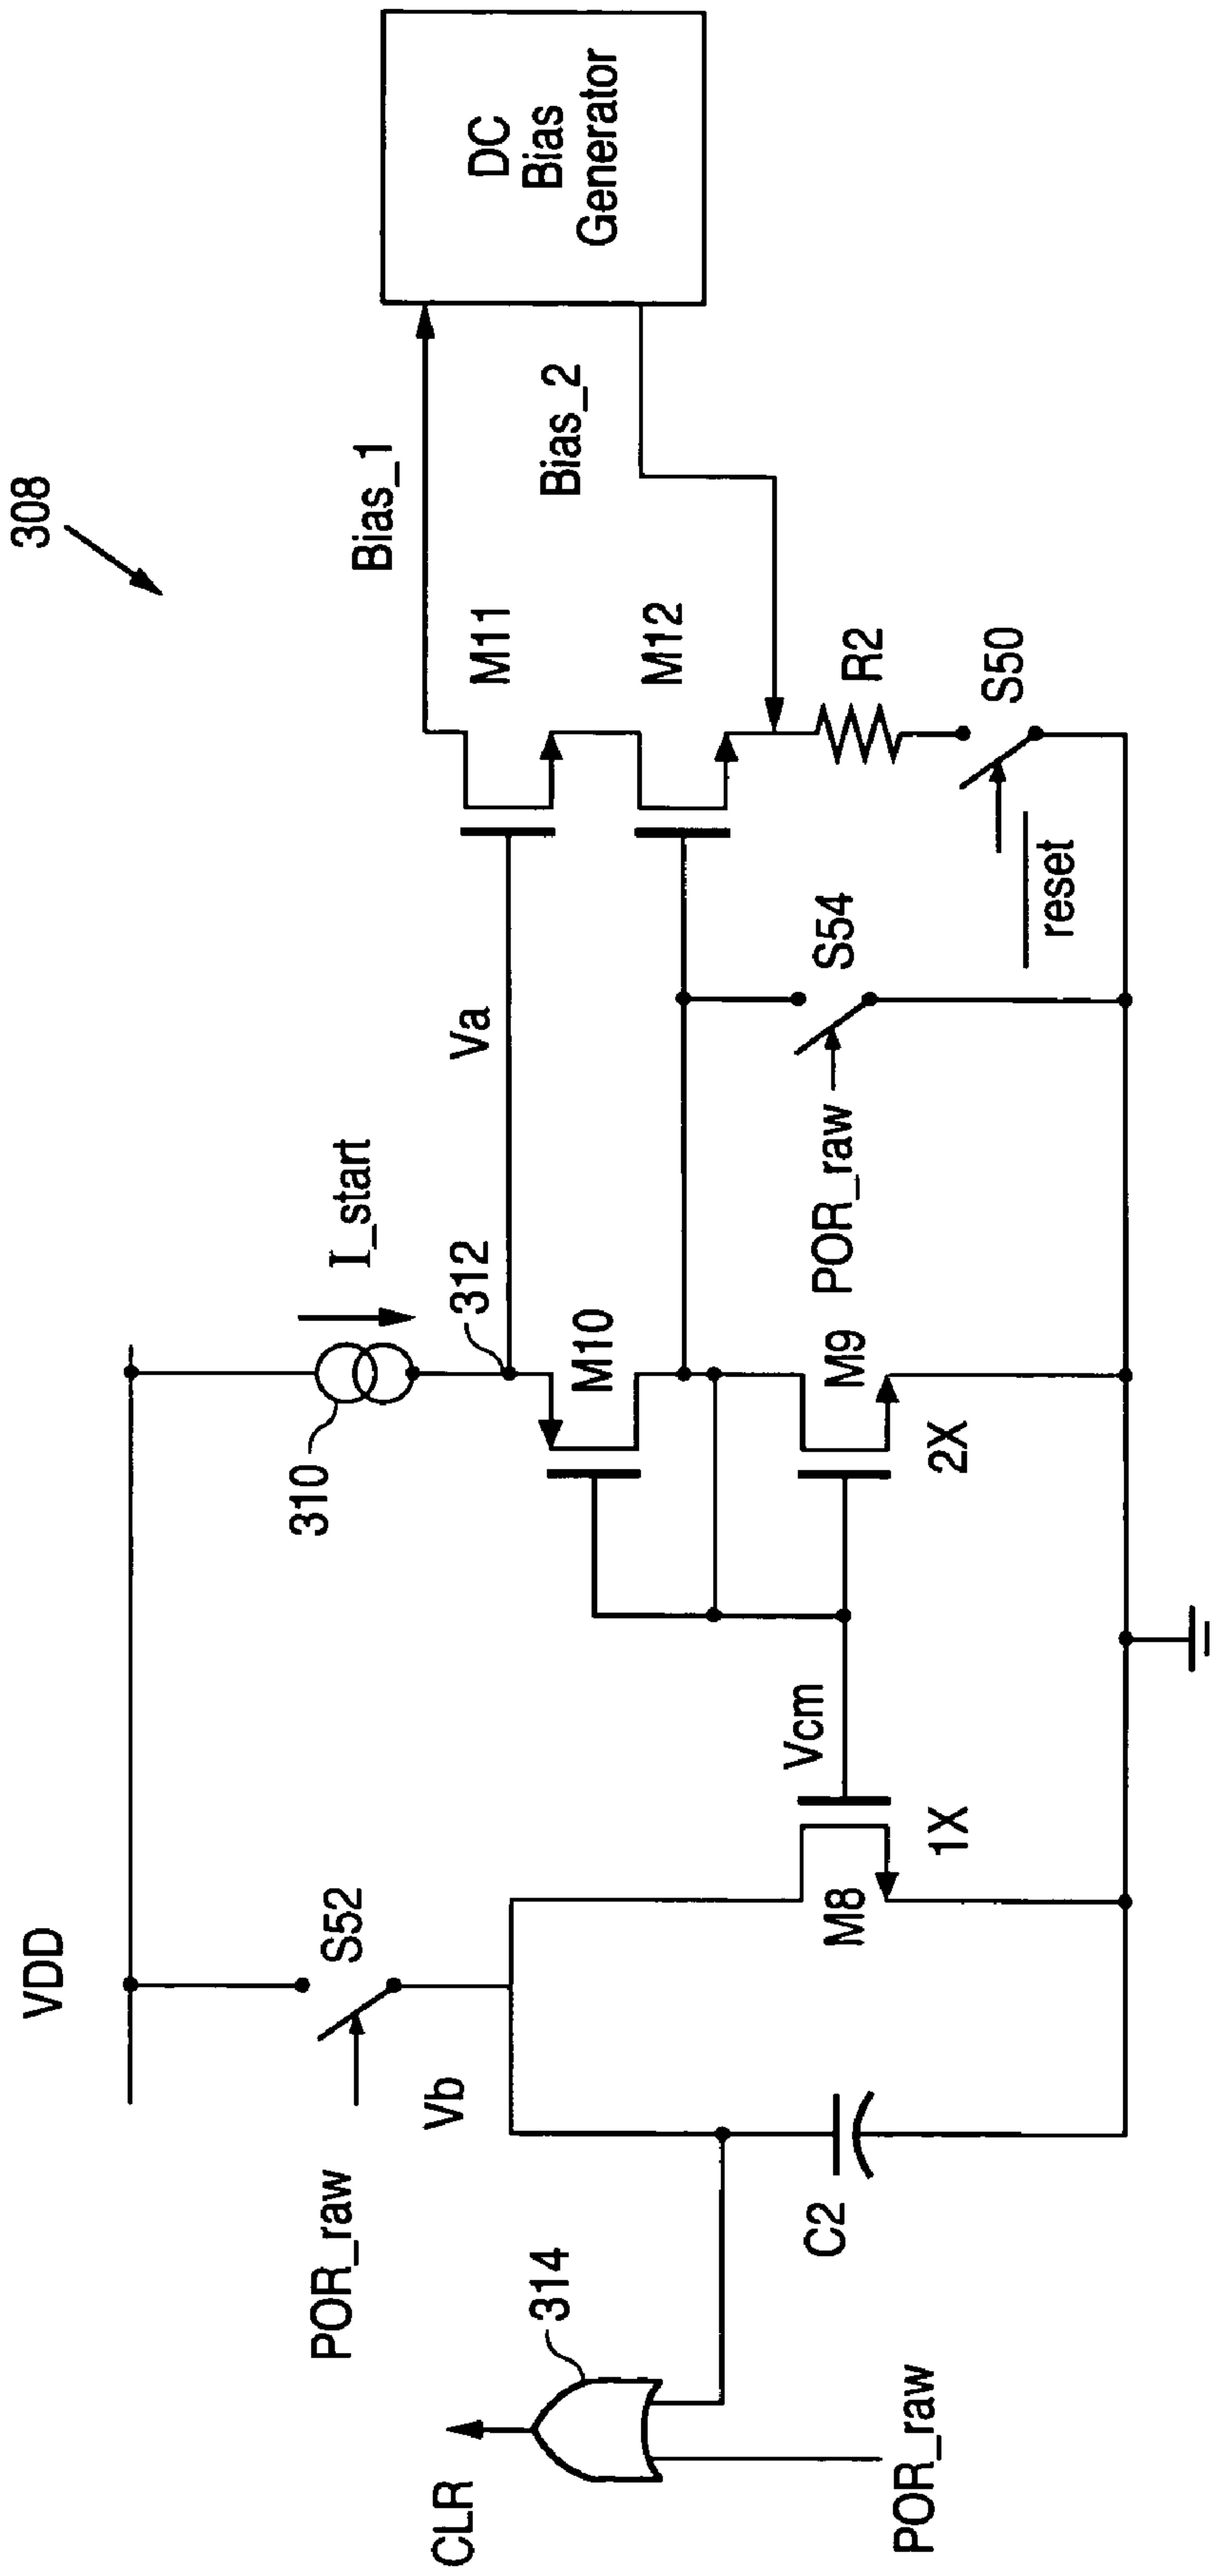 308
VDD
POR_raw
S52
Vb
CLR
314
POR_raw
C2
M8
1X
Vcm
310
I_start
312
M10
M9
2X
Va
POR_raw
S54
M11
M12
R2
S50
reset
Bias_1
Bias_2
DC
Bias
Generator